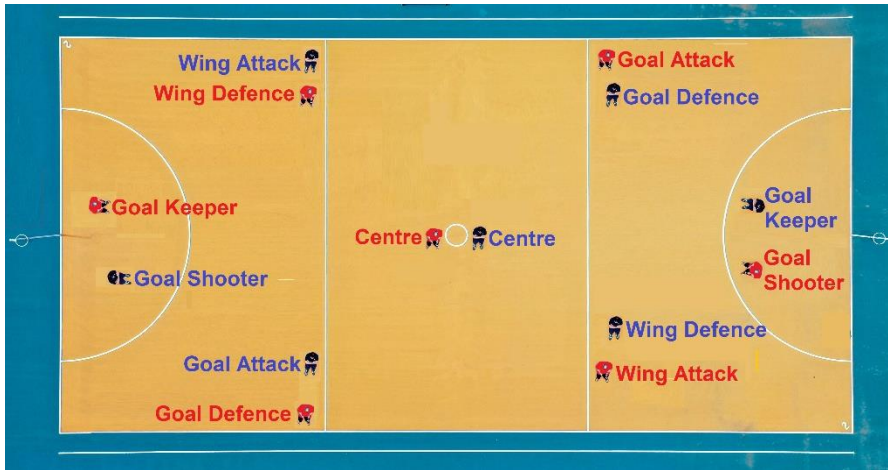 Wing Attack
Wing Defence
Goal Keeper
Goal Shooter
Goal Attack
Goal Defence
Centre
Centre
Goal Attack
Goal Defence
Goal
Keeper
Goal
Shooter
Wing Defence
Wing Attack